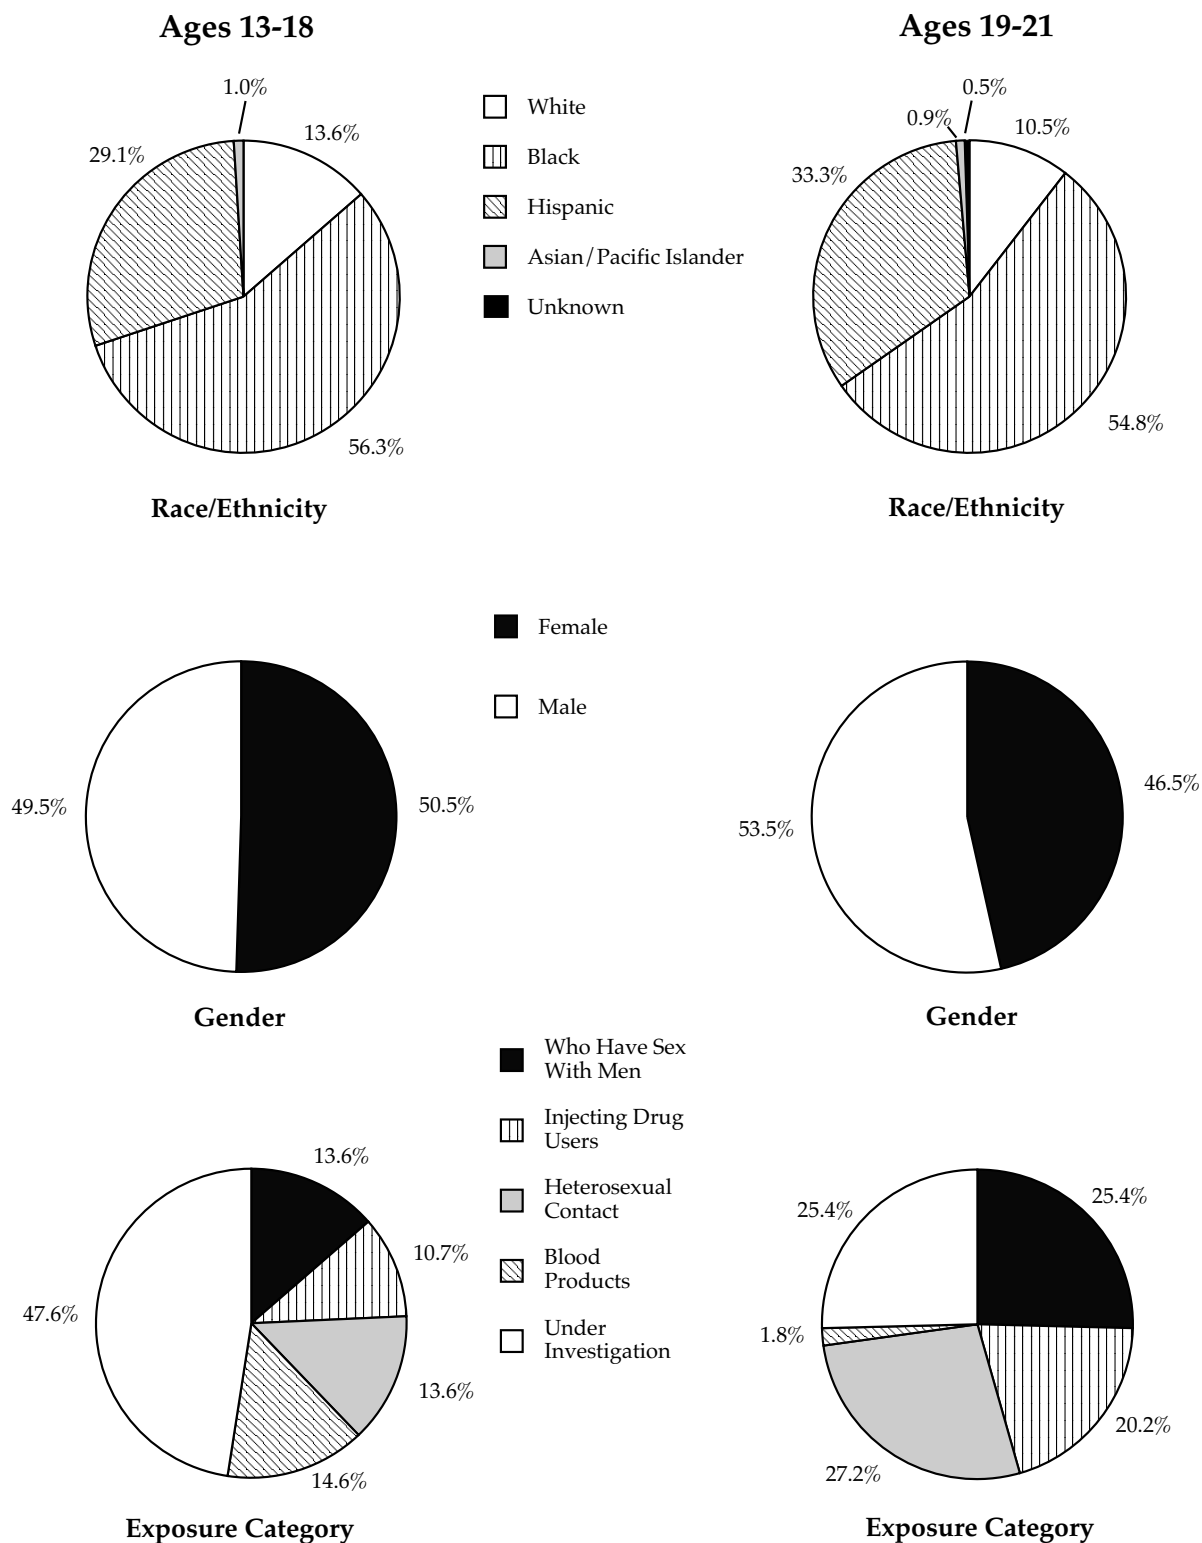 Ages 13-18
Ages 19-21
1.0%
13.6%
29.1%
56.3%
White
Black
Hispanic
Asian/Pacific Islander
Unknown
0.5%
0.9%
10.5%
33.3%
54.8%
Race/Ethnicity
Race/Ethnicity
Female
Male
49.5%
50.5%
53.5%
46.5%
Gender
Gender
Who Have Sex
With Men
Injecting Drug
Users
Heterosexual
Contact
Blood
Products
Under
Investigation
13.6%
10.7%
47.6%
13.6%
14.6%
25.4%
25.4%
1.8%
20.2%
27.2%
Exposure Category
Exposure Category